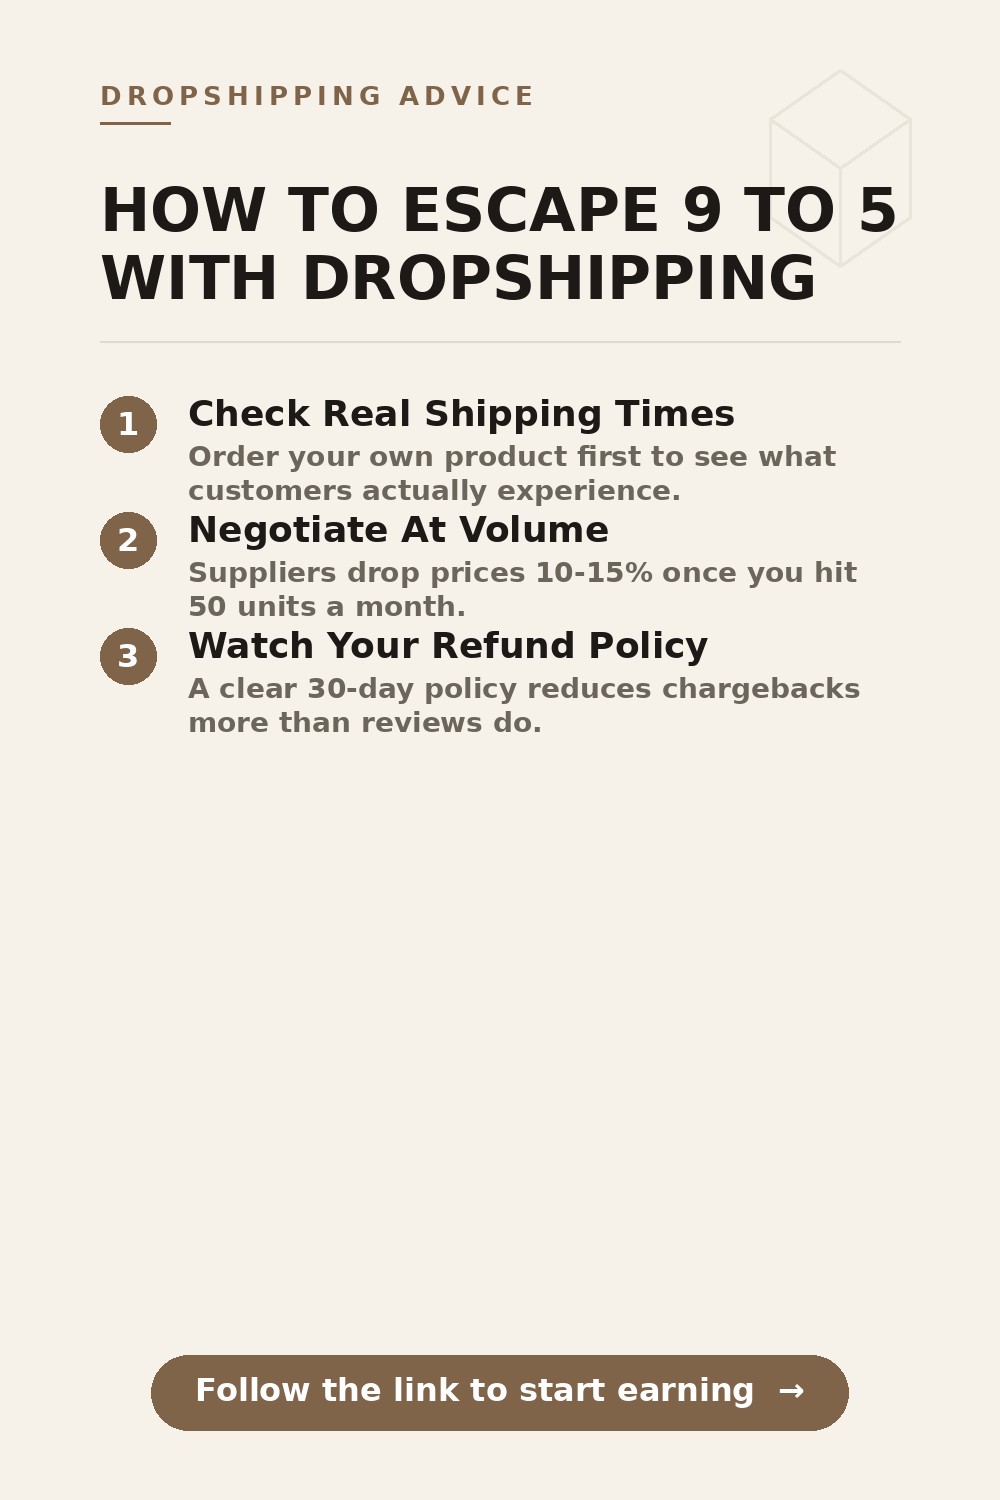 DROPSHIPPING ADVICE
HOW TO ESCAPE 9 TO 5
WITH DROPSHIPPING
1 Check Real Shipping Times
Order your own product first to see what
customers actually experience.
2 Negotiate At Volume
Suppliers drop prices 10-15% once you hit
50 units a month.
3 Watch Your Refund Policy
A clear 30-day policy reduces chargebacks
more than reviews do.
Follow the link to start earning →